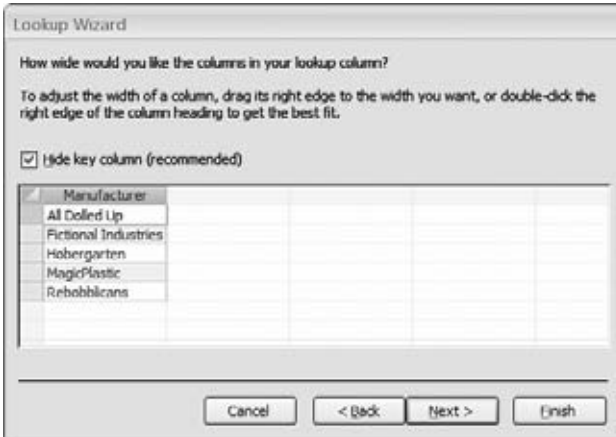 Lookup Wizard
How wide would you like the columns in your lookup column?
To adjust the width of a column, drag its right edge to the width you want, or double-click the
right edge of the column heading to get the best fit.
Hide key column (recommended)
Manufacturer
All Dolled Up
Fictional Industries
Hobergarten
MagicPlastic
Rebobblicans
Cancel < Back Next > Finish